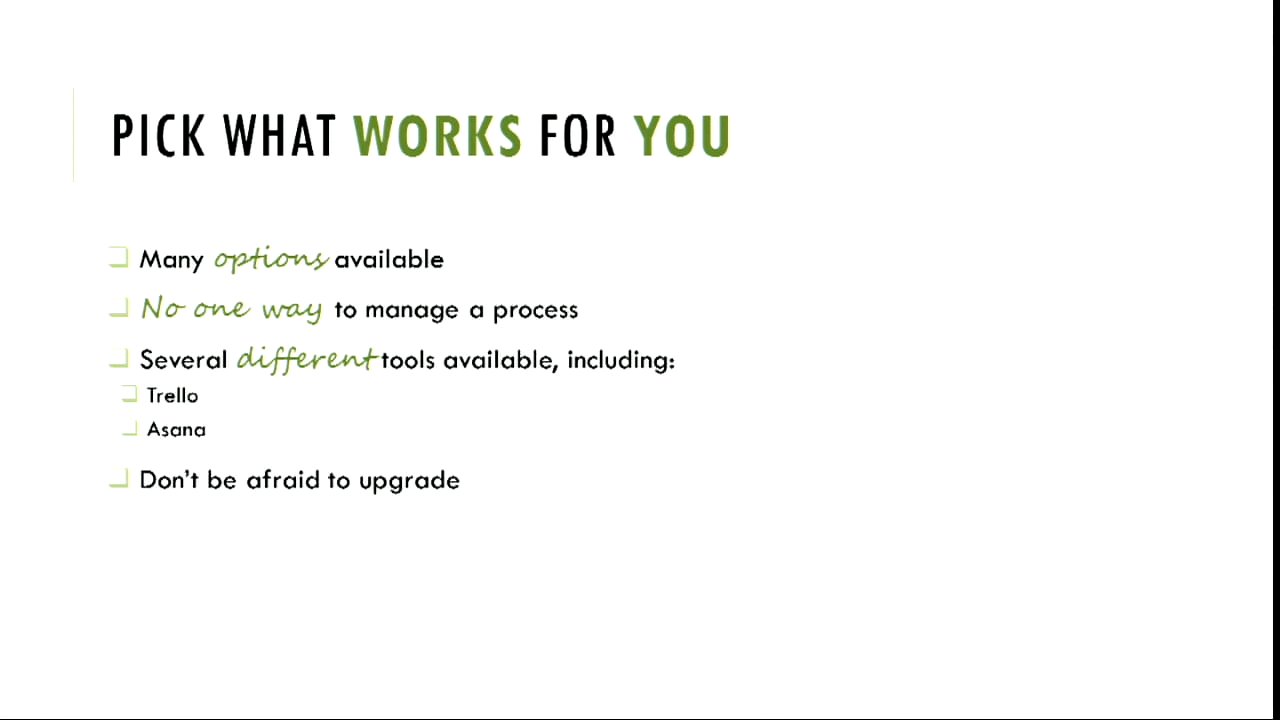 PICK WHAT WORKS FOR YOU
Many options available
No one way to manage a process
Several different tools available, including:
Trello
Asana
Don't be afraid to upgrade